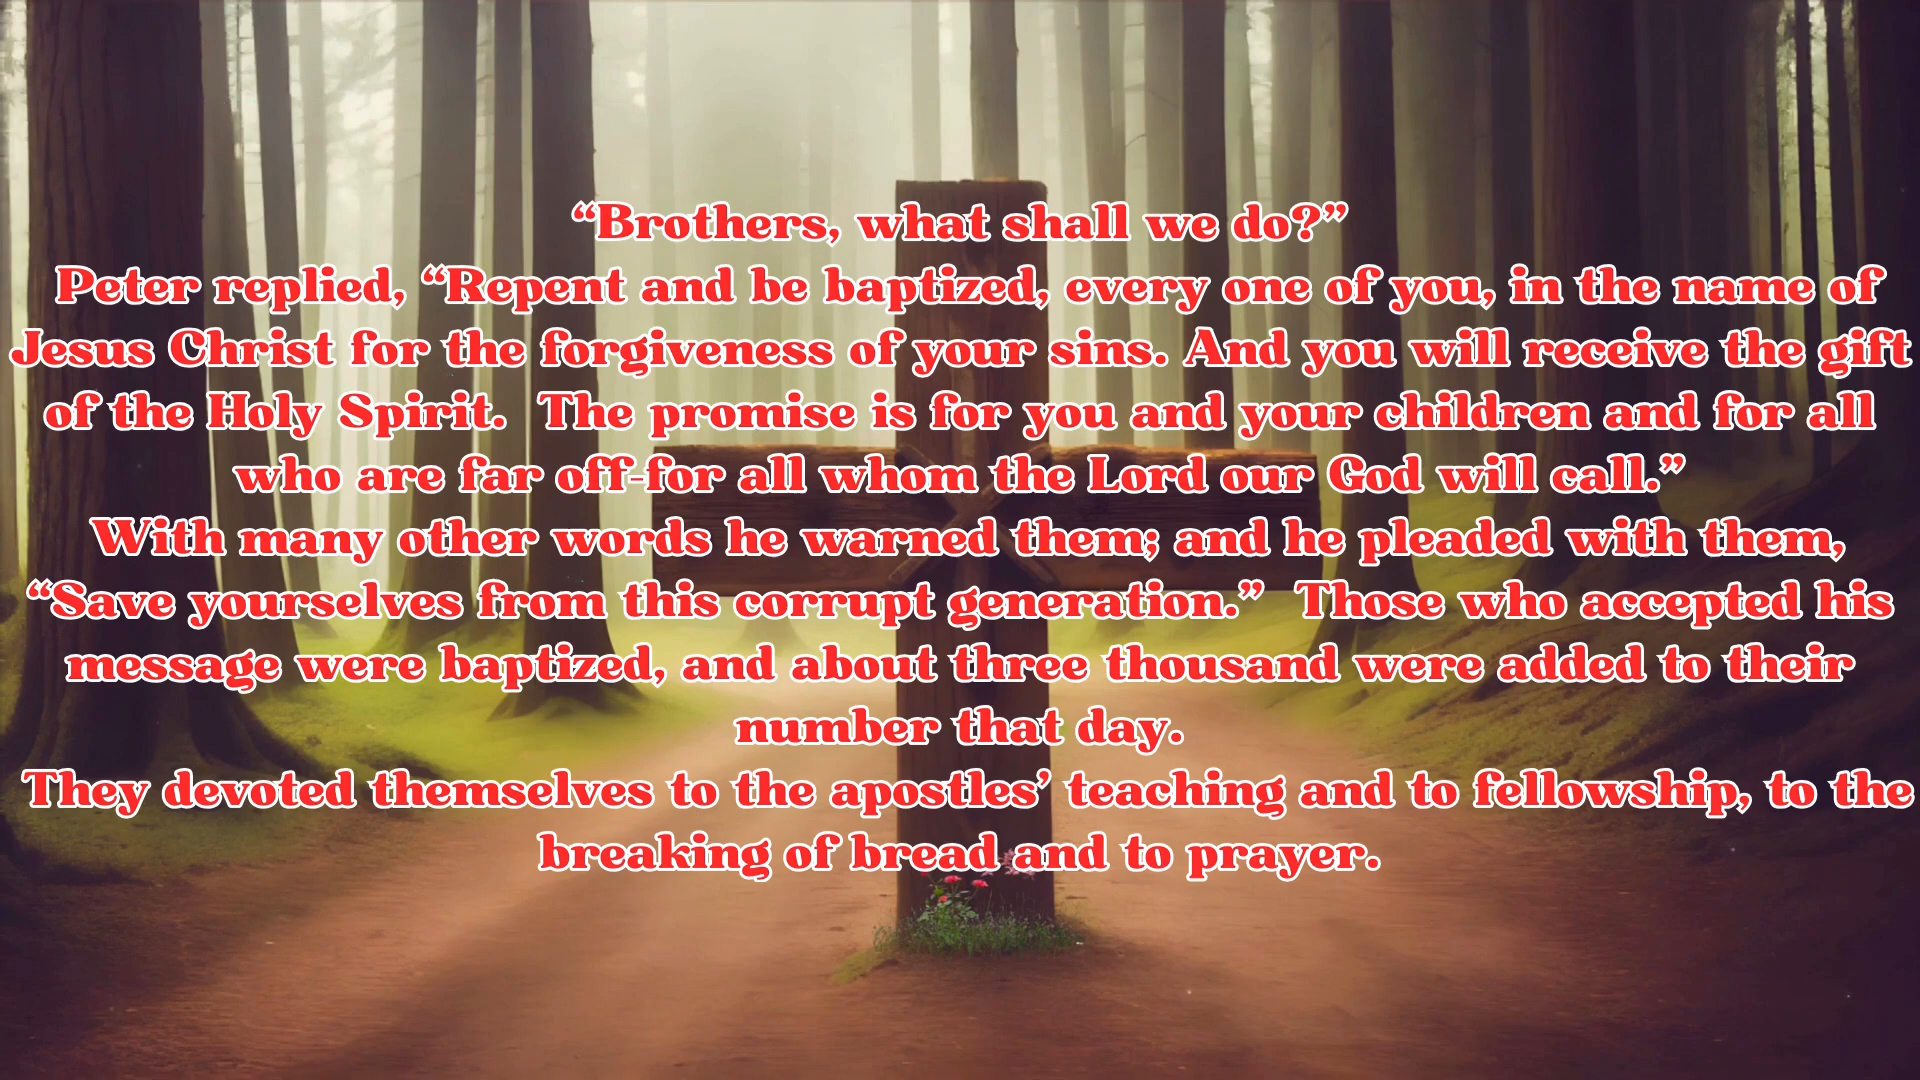 “Brothers, what shall we do?”
Peter replied, “Repent and be baptized, every one of you, in the name of
Jesus Christ for the forgiveness of your sins. And you will receive the gift
of the Holy Spirit.  The promise is for you and your children and for all
who are far off-for all whom the Lord our God will call.”
With many other words he warned them; and he pleaded with them,
“Save yourselves from this corrupt generation.”  Those who accepted his
message were baptized, and about three thousand were added to their
number that day.
They devoted themselves to the apostles’ teaching and to fellowship, to the
breaking of bread and to prayer.